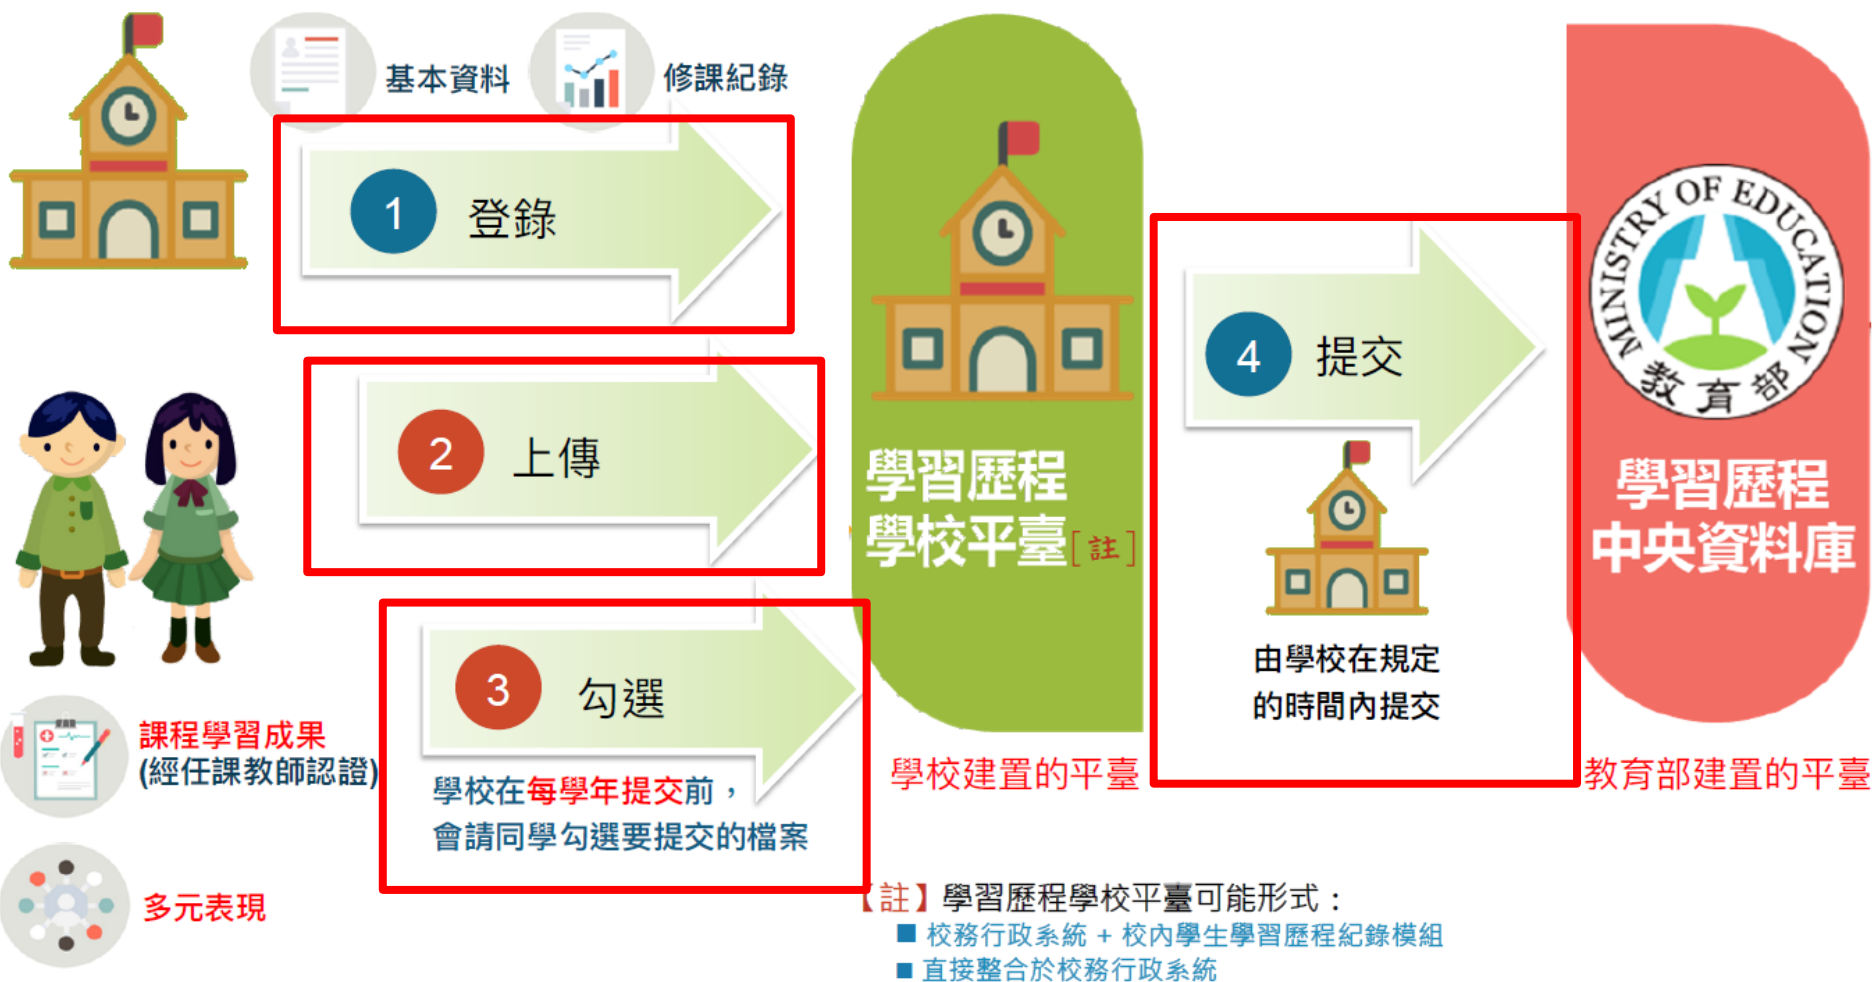 基本資料
修課紀錄
1 登錄
2 上傳
3 勾選
學校在每學年提交前，
會請同學勾選要提交的檔案
課程學習成果
(經任課教師認證)
多元表現
學習歷程
學校平臺[註]
學校建置的平臺
4 提交
由學校在規定
的時間內提交
MINISTRY OF EDUCATION
教育部
學習歷程
中央資料庫
教育部建置的平臺
【註】學習歷程學校平臺可能形式：
■ 校務行政系統 + 校內學生學習歷程紀錄模組
■ 直接整合於校務行政系統